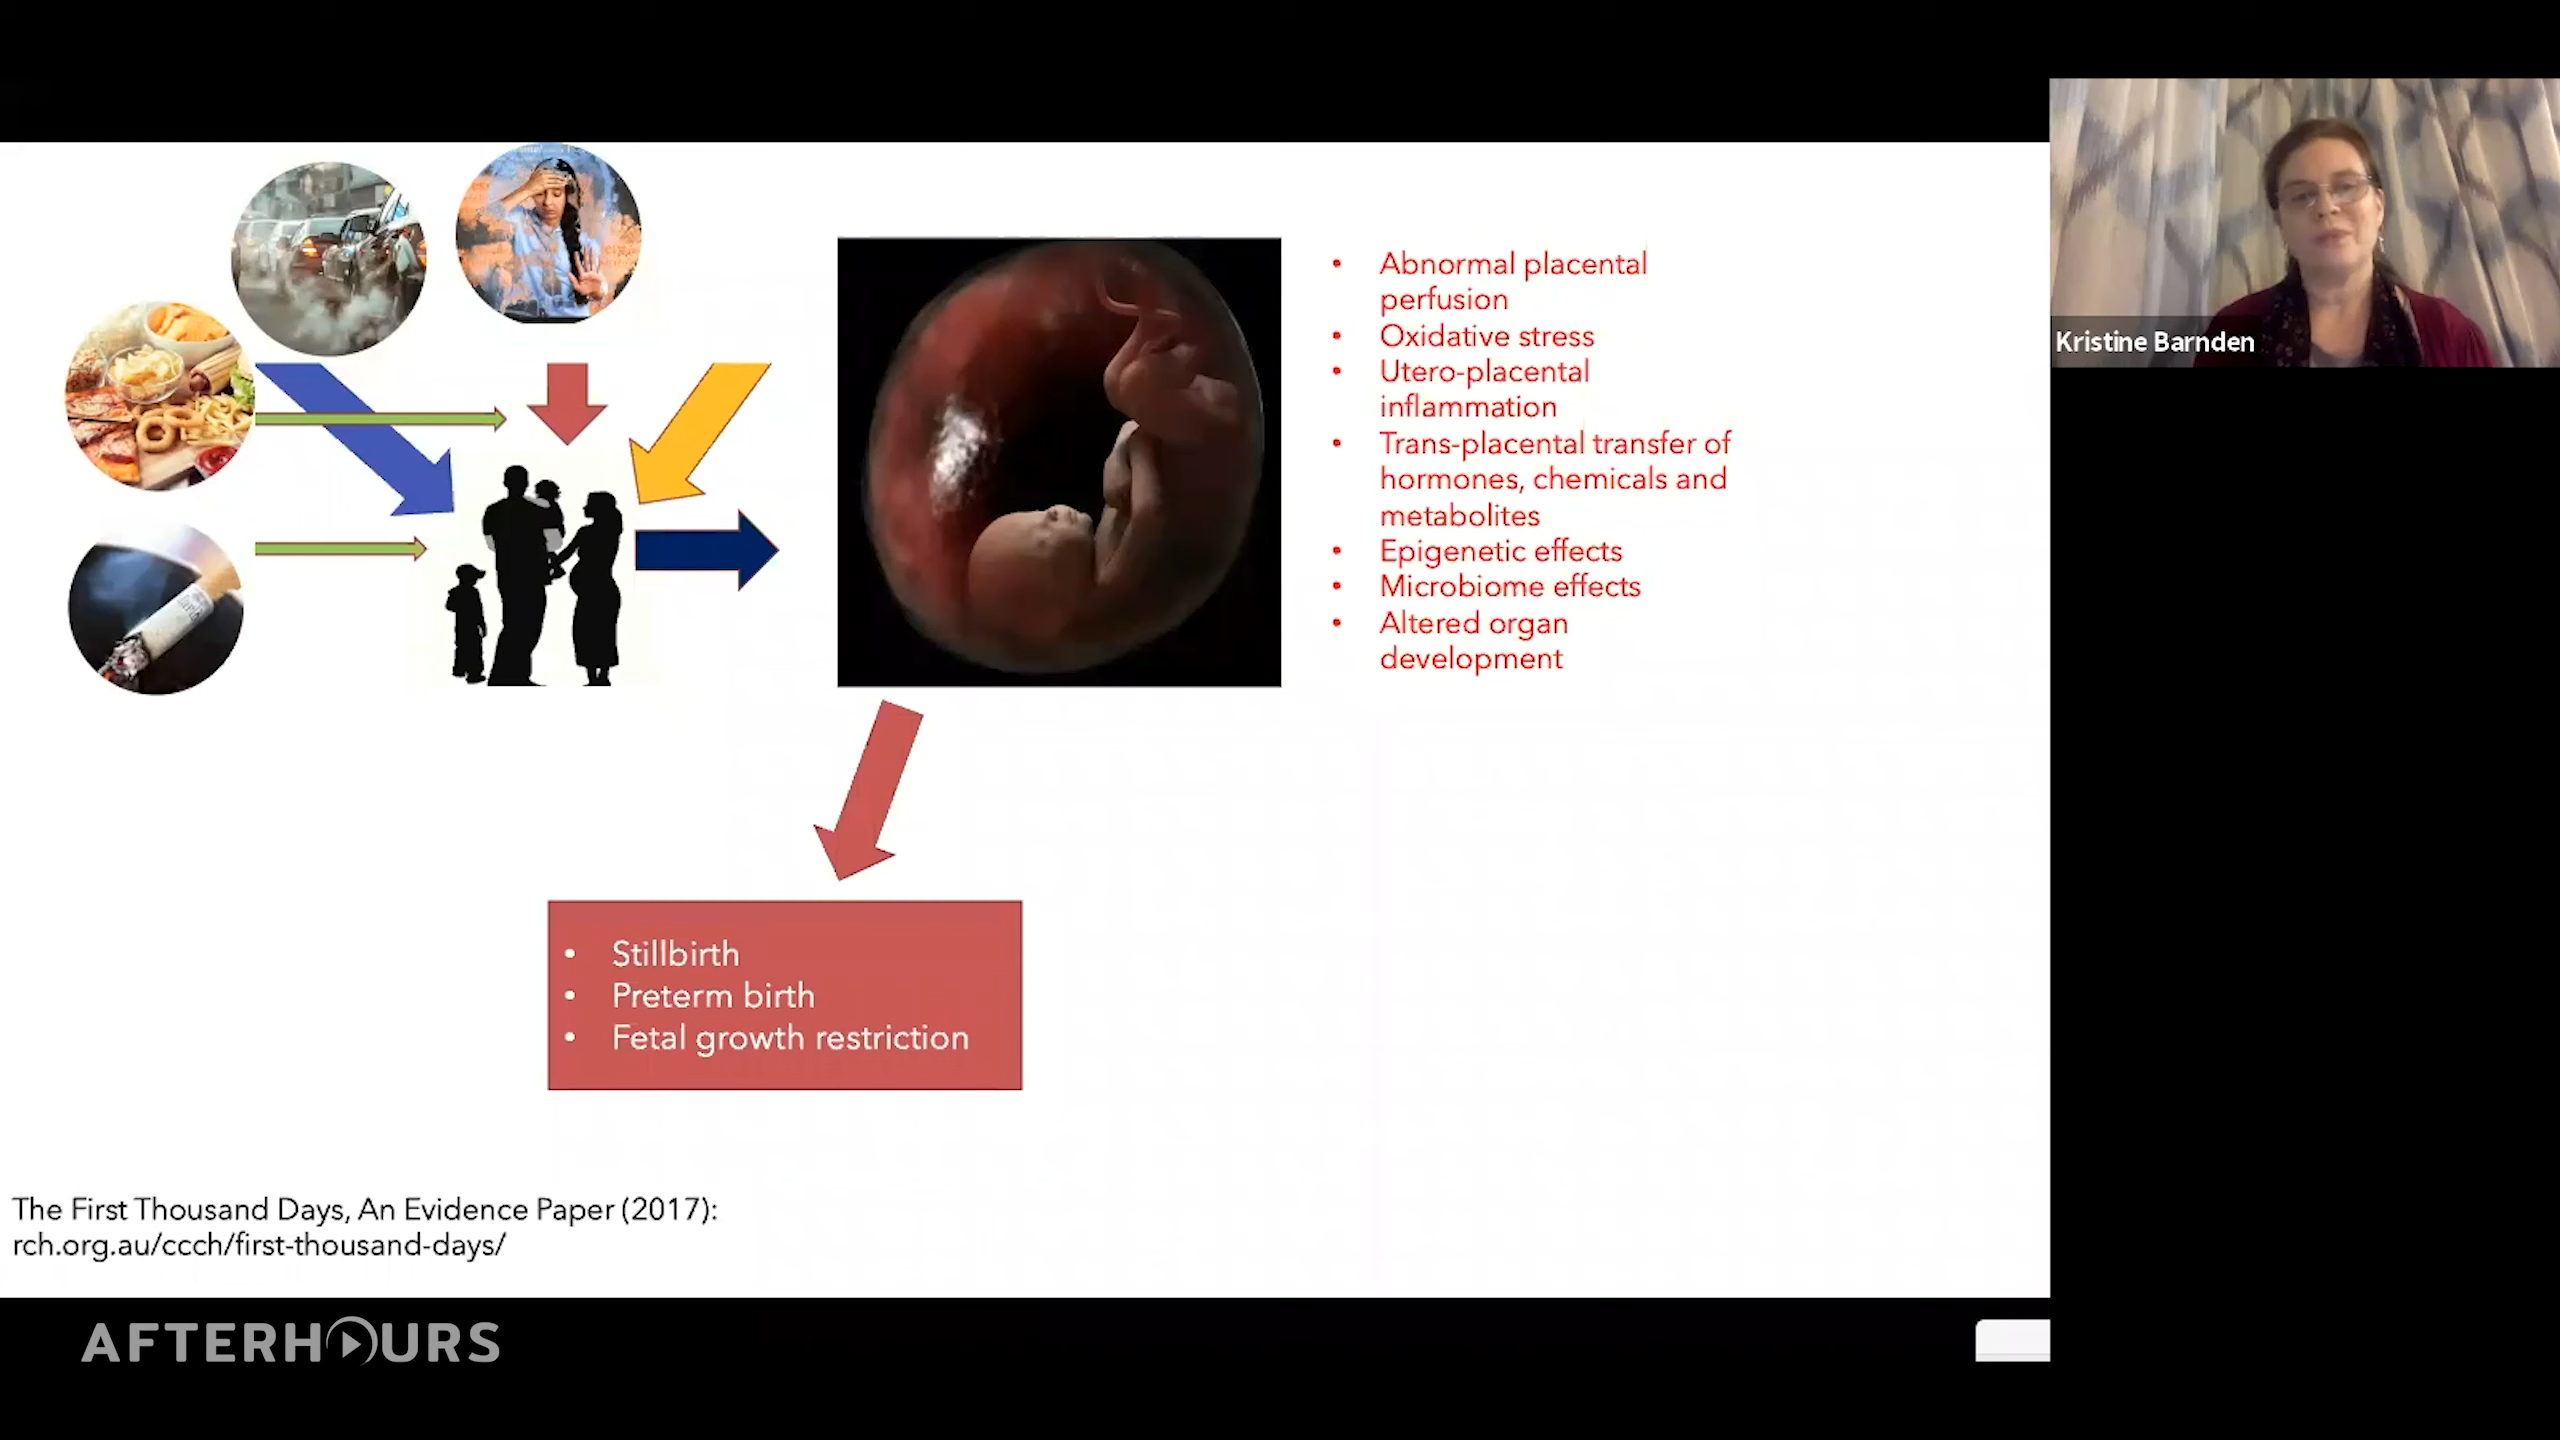 • Abnormal placental
perfusion
• Oxidative stress
• Utero-placental
inflammation
• Trans-placental transfer of
hormones, chemicals and
metabolites
• Epigenetic effects
• Microbiome effects
• Altered organ
development
Kristine Barnden
• Stillbirth
• Preterm birth
• Fetal growth restriction
The First Thousand Days, An Evidence Paper (2017):
rch.org.au/ccch/first-thousand-days/
AFTERHOURS